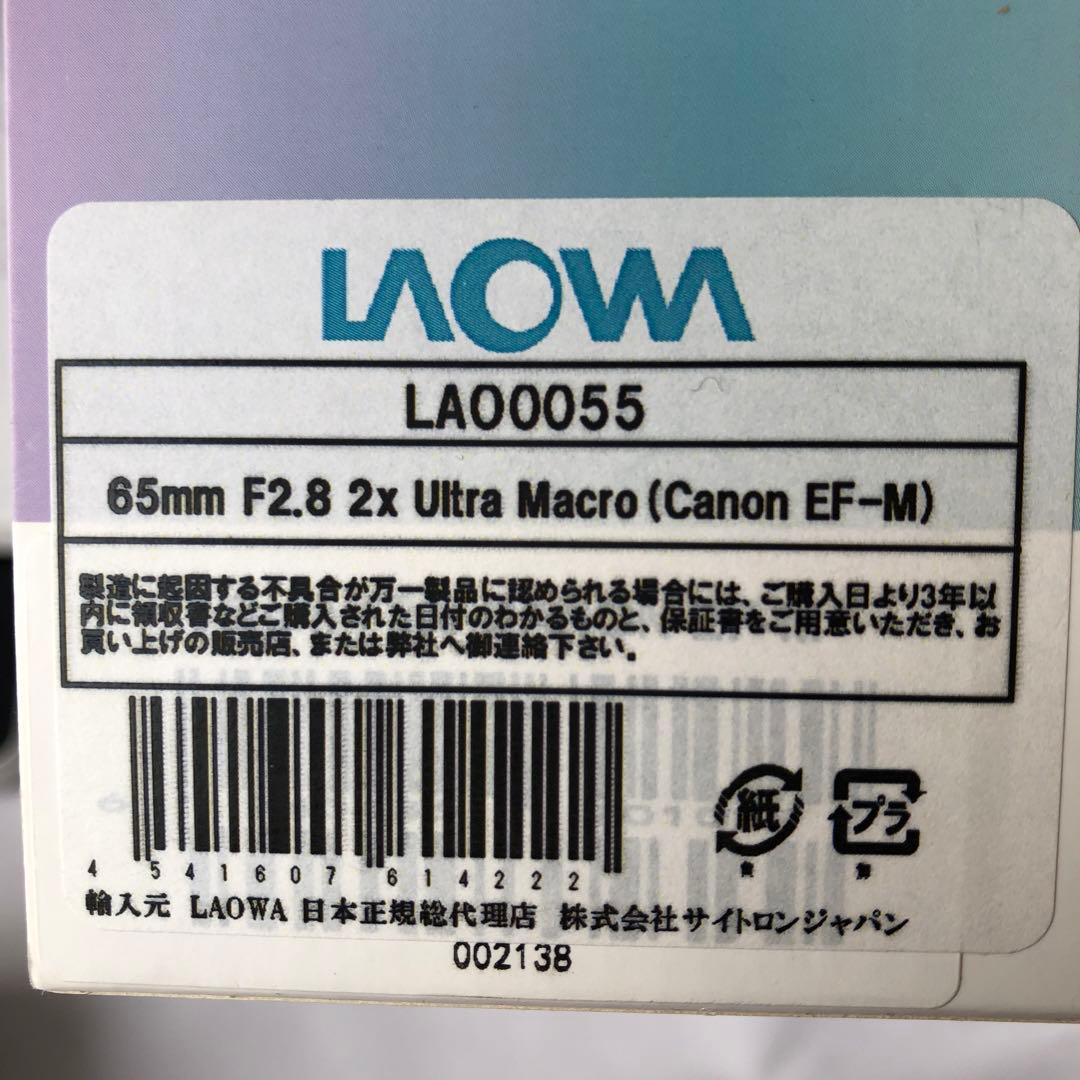 LAOWA
LAO0055
65mm F2.8 2x Ultra Macro(Canon EF-M)
製造に起因する不具合が万一製品に認められる場合には、ご購入日より3年以
内に領収書などご購入された日付のわかるものと、保証書をご用意いただき、お
買い上げの販売店、または弊社へ御連絡下さい。
紙 プラ
4 541607 614222
輸入元 LAOWA 日本正規総代理店 株式会社サイトロンジャパン
002138